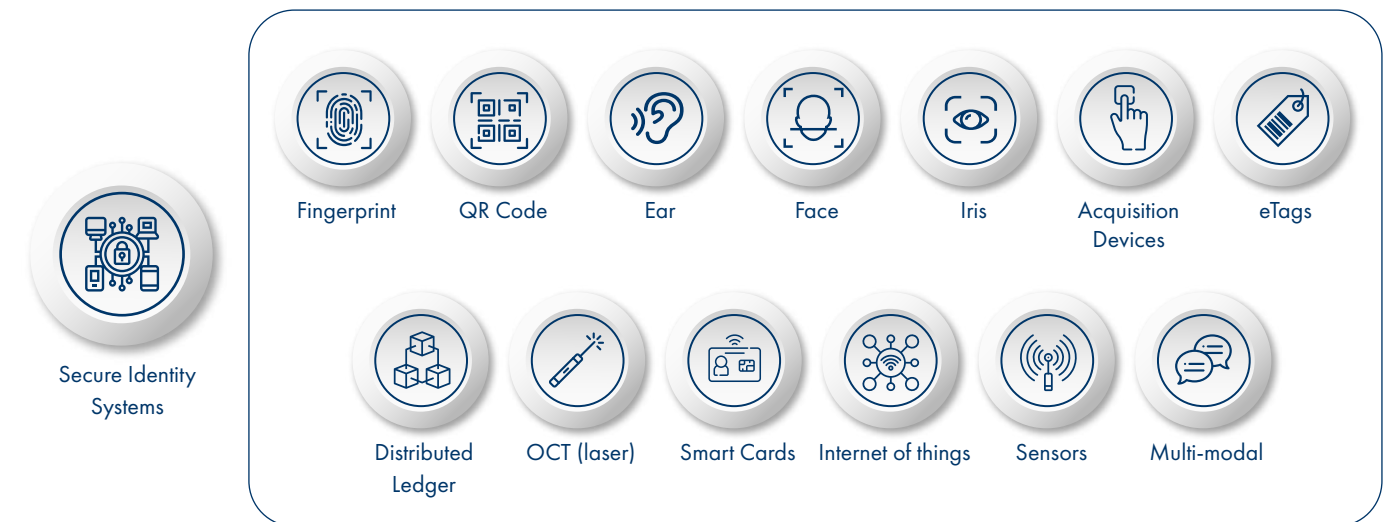 Fingerprint
QR Code
Ear
Face
Iris
Acquisition
Devices
eTags
Secure Identity
Systems
Distributed
Ledger
OCT (laser)
Smart Cards
Internet of things
Sensors
Multi-modal